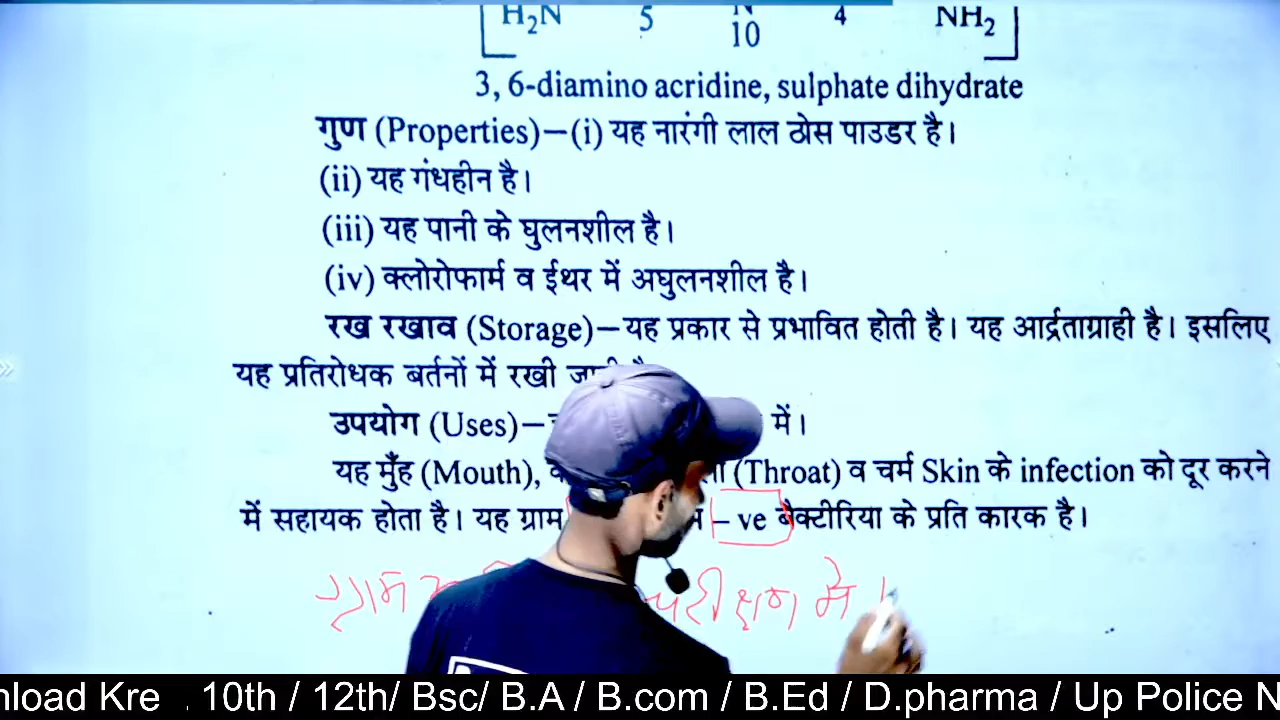 H₂N 5 N 4 NH₂
10
3, 6-diamino acridine, sulphate dihydrate
गुण (Properties)—(i) यह नारंगी लाल ठोस पाउडर है।
(ii) यह गंधहीन है।
(iii) यह पानी के घुलनशील है।
(iv) क्लोरोफार्म व ईथर में अघुलनशील है।
रख रखाव (Storage)—यह प्रकार से प्रभावित होती है। यह आर्द्रताग्राही है। इसलिए
यह प्रतिरोधक बर्तनों में रखी
उपयोग (Uses)— में।
यह मुँह (Mouth), (Throat) व चर्म Skin के infection को दूर करने
में सहायक होता है। यह ग्राम – ve बैक्टीरिया के प्रति कारक है।
ग्राम परीक्षण में
nload Kre . 10th / 12th/ Bsc/ B.A / B.com / B.Ed / D.pharma / Up Police N